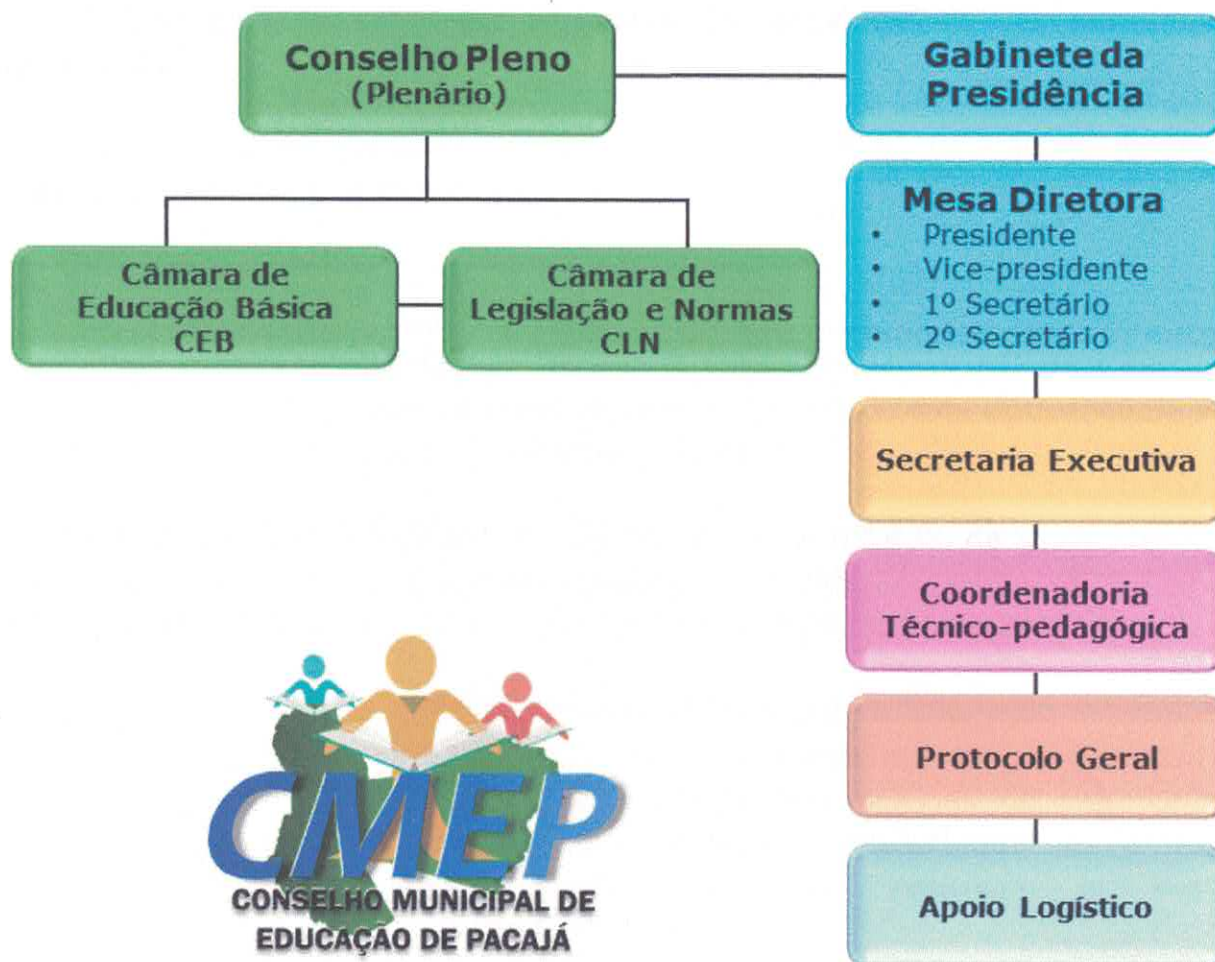 Conselho Pleno
(Plenário)
Gabinete da
Presidência
Mesa Diretora
• Presidente
• Vice-presidente
• 1º Secretário
• 2º Secretário
Câmara de
Educação Básica
CEB
Câmara de
Legislação e Normas
CLN
Secretaria Executiva
Coordenadoria
Técnico-pedagógica
Protocolo Geral
Apoio Logístico
CMEP
CONSELHO MUNICIPAL DE
EDUCAÇÃO DE PACAJÁ